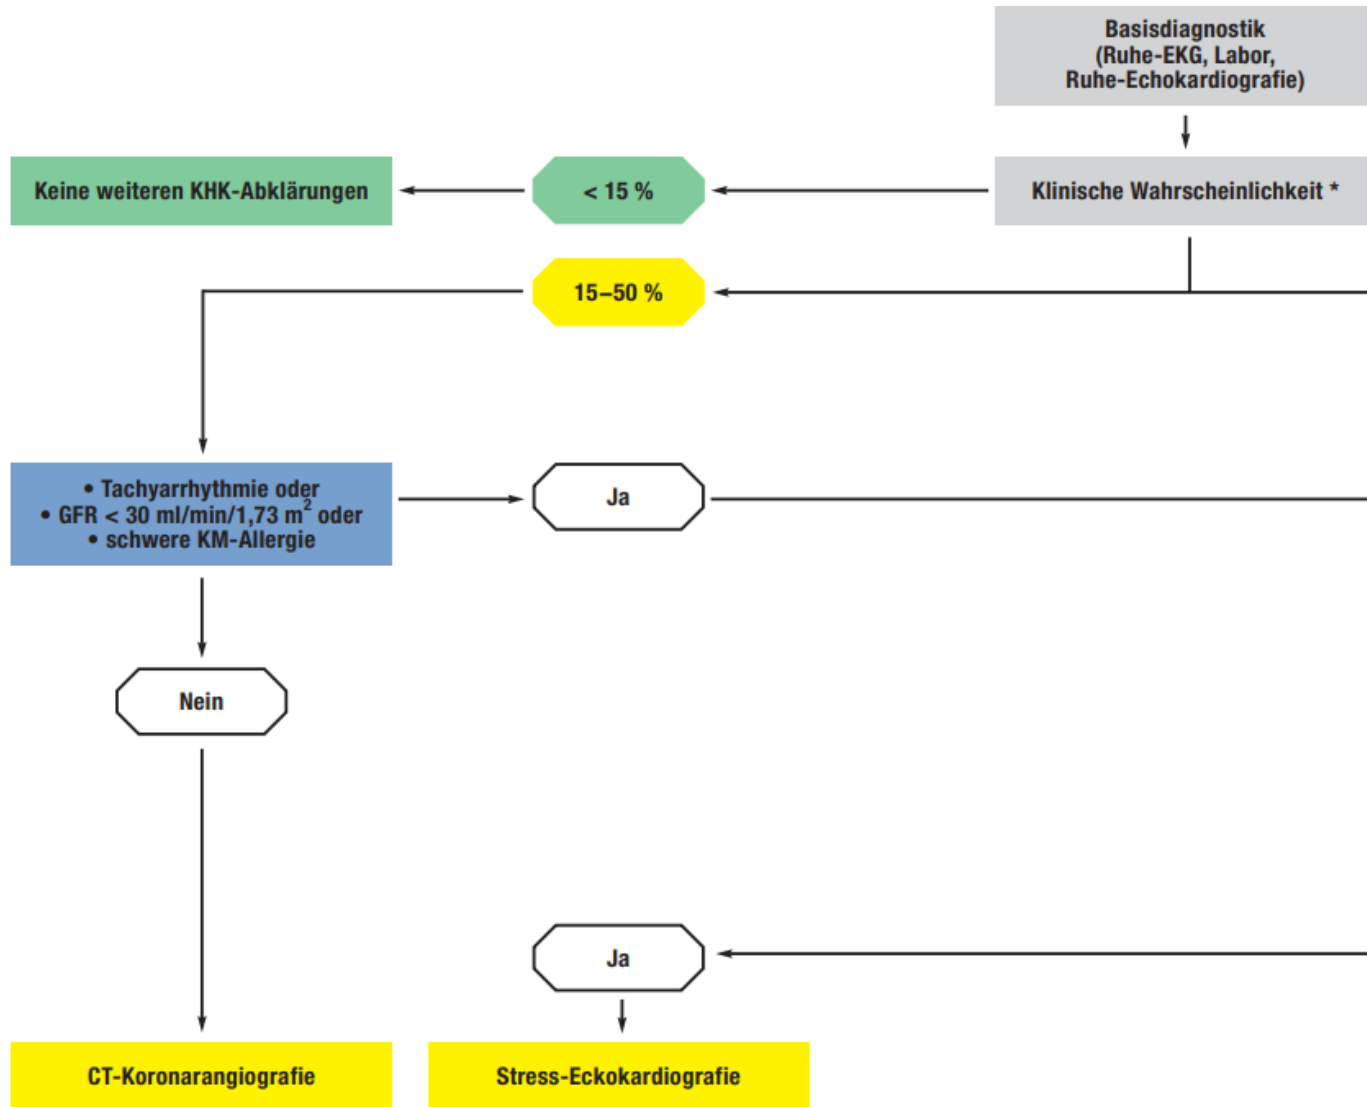 Basisdiagnostik
(Ruhe-EKG, Labor,
Ruhe-Echokardiografie)
Keine weiteren KHK-Abklärungen
< 15 %
Klinische Wahrscheinlichkeit *
15–50 %
• Tachyarrhythmie oder
• GFR < 30 ml/min/1,73 m² oder
• schwere KM-Allergie
Ja
Nein
Ja
CT-Koronarangiografie
Stress-Eckokardiografie